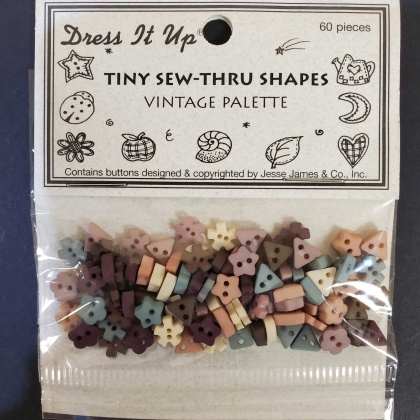 Dress It Up®
60 pieces
TINY SEW-THRU SHAPES
VINTAGE PALETTE
Contains buttons designed & copyrighted by Jesse James & Co., Inc.